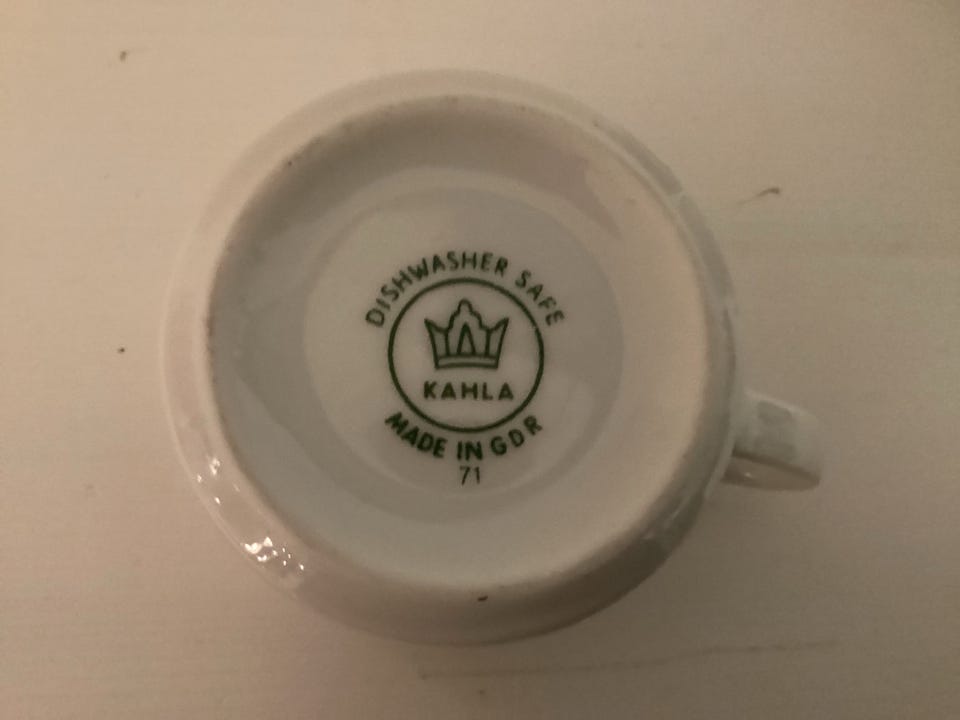 DISHWASHER SAFE
KAHLA
MADE IN GDR
71